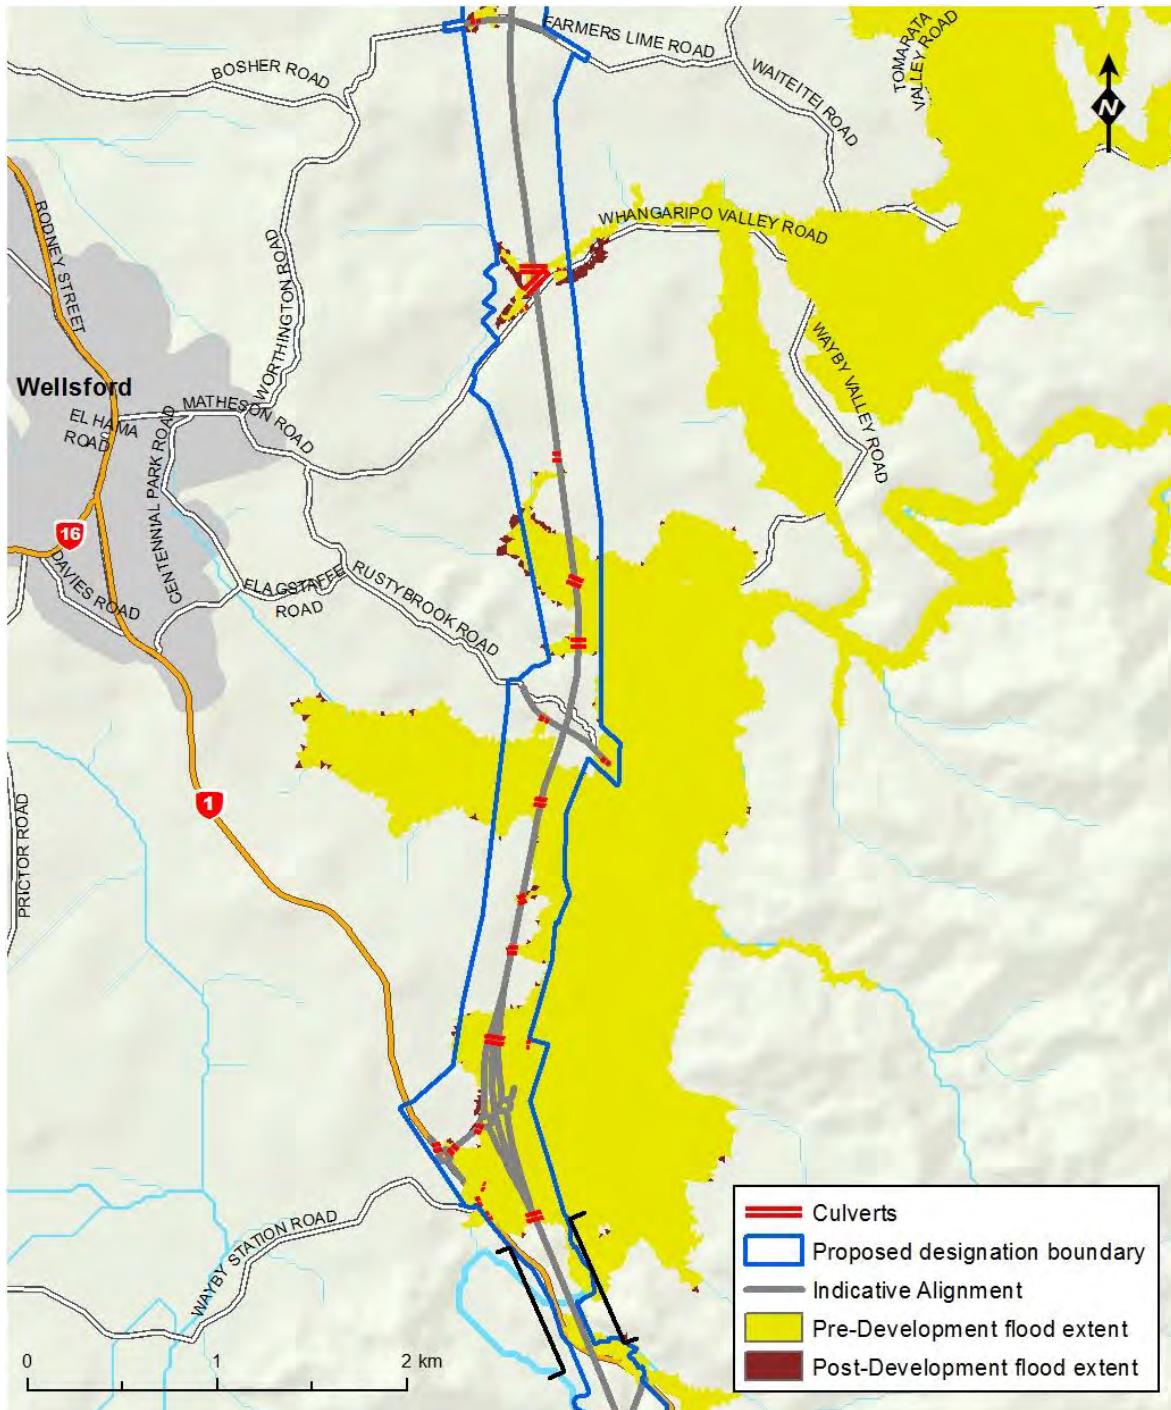 FARMERS LIME ROAD
TOMARATA
VALLEY ROAD
BOSHER ROAD
WAITEITEI ROAD
N
RODNEY STREET
WHANGARIPO VALLEY ROAD
WORTHINGTON ROAD
WAYBY VALLEY ROAD
Wellsford
EL HAMA
ROAD
MATHESON ROAD
CENTENNIAL PARK ROAD
16
DAVIES ROAD
FLAGSTAFFE
ROAD
RUSTYBROOK ROAD
1
PRICTOR ROAD
WAYBY STATION ROAD
Culverts
Proposed designation boundary
Indicative Alignment
Pre-Development flood extent
Post-Development flood extent
0 1 2 km